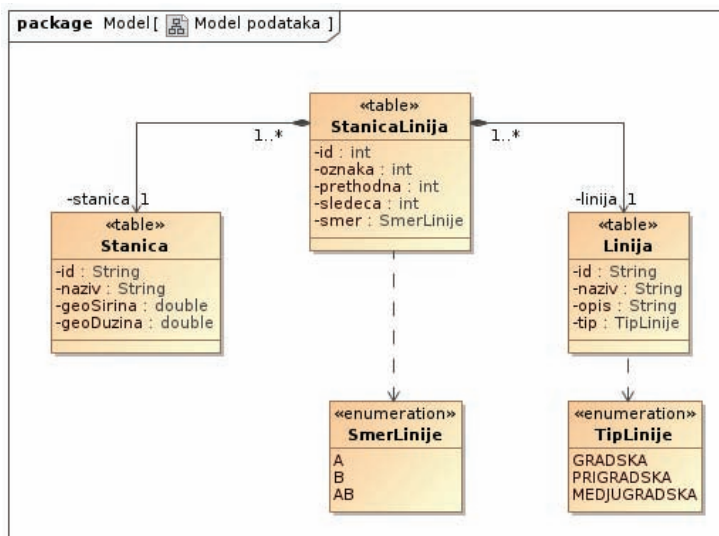 package Model[ Model podataka ]
«table»
StanicaLinija
-id : int
-oznaka : int
-prethodna : int
-sledeca : int
-smer : SmerLinije
1..*
1..*
-stanica 1
-linija 1
«table»
Stanica
-id : String
-naziv : String
-geoSirina : double
-geoDuzina : double
«table»
Linija
-id : String
-naziv : String
-opis : String
-tip : TipLinije
«enumeration»
SmerLinije
A
B
AB
«enumeration»
TipLinije
GRADSKA
PRIGRADSKA
MEDJUGRADSKA